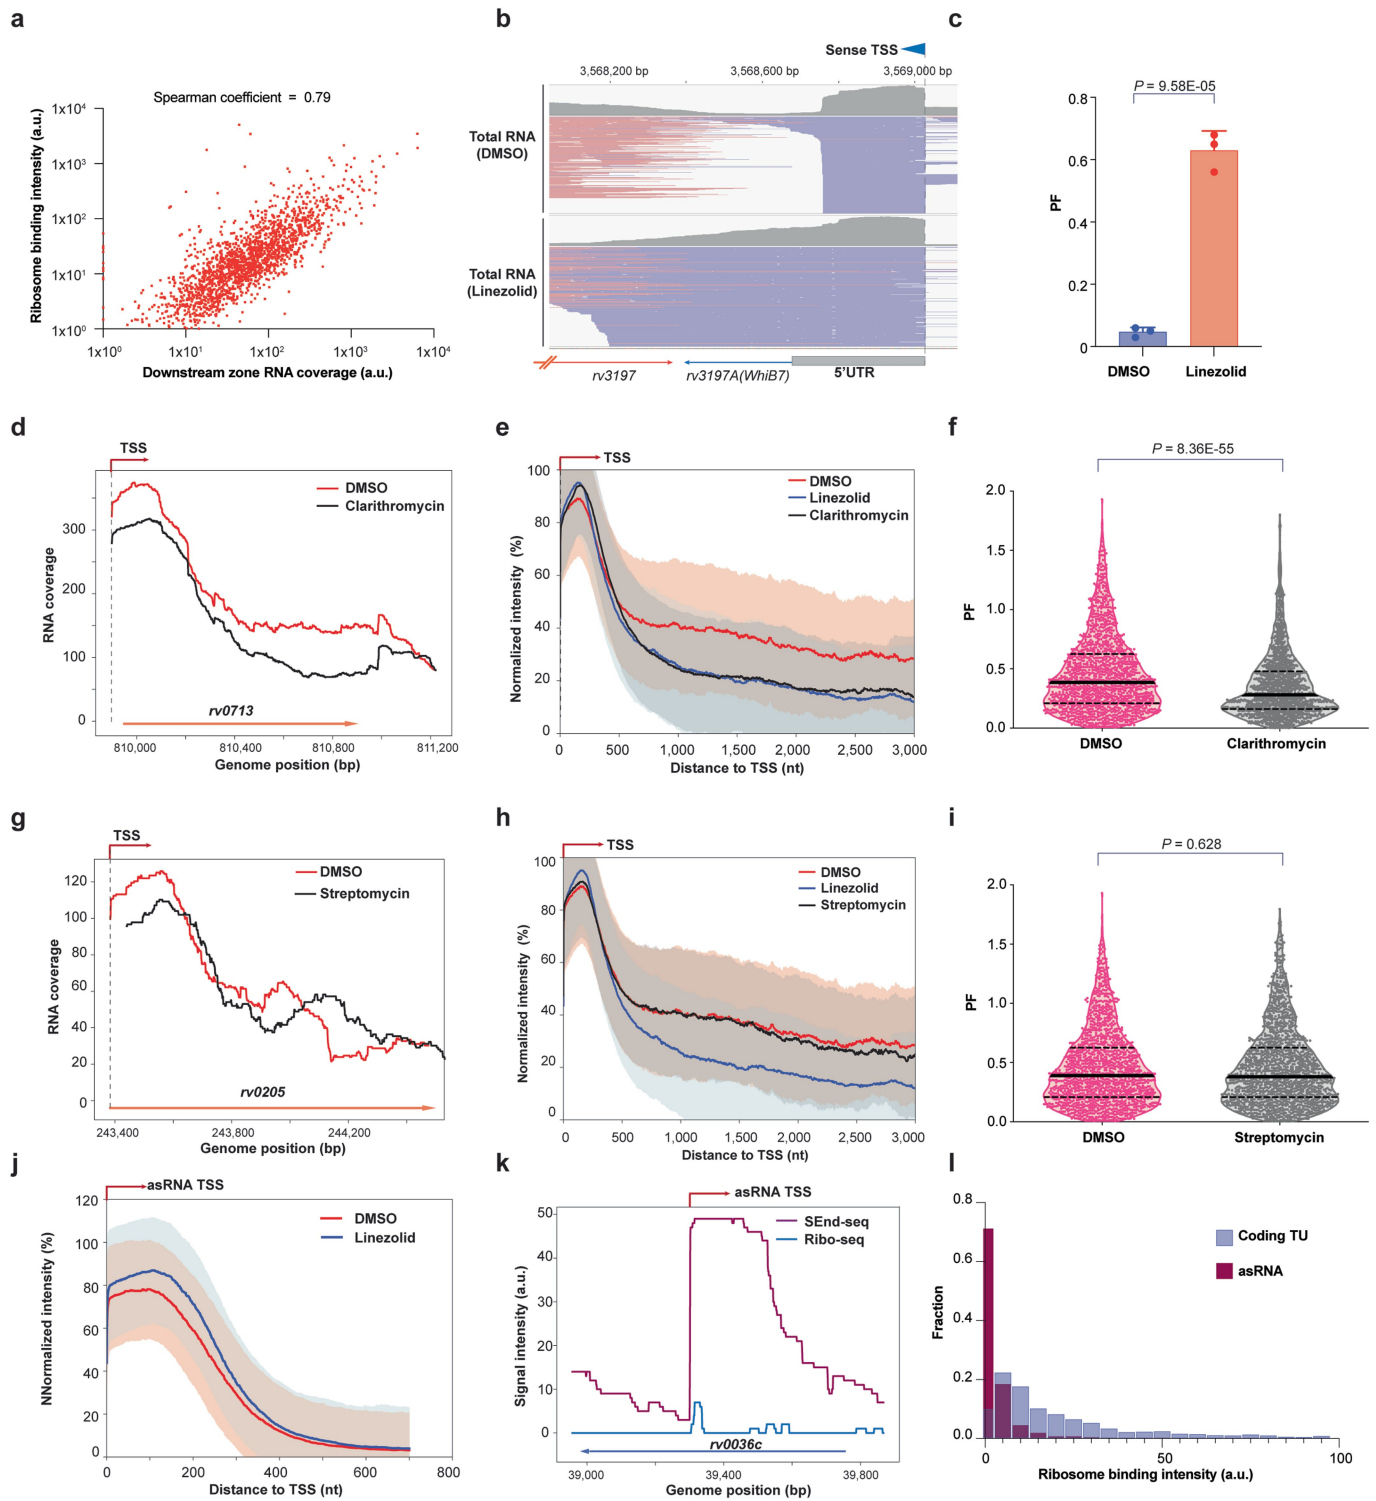 a
Spearman coefficient = 0.79
Ribosome binding intensity (a.u.)
1x10⁴
1x10³
1x10²
1x10¹
1x10⁰
1x10⁰ 1x10¹ 1x10² 1x10³ 1x10⁴
Downstream zone RNA coverage (a.u.)
b
Sense TSS
3,568,200 bp 3,568,600 bp 3,569,000 bp
Total RNA
(DMSO)
Total RNA
(Linezolid)
rv3197 rv3197A(WhiB7) 5'UTR
c
P = 9.58E-05
PF
0.8
0.6
0.4
0.2
0
DMSO Linezolid
d
TSS
DMSO
Clarithromycin
RNA coverage
300
200
100
0
rv0713
810,000 810,400 810,800 811,200
Genome position (bp)
e
TSS
DMSO
Linezolid
Clarithromycin
Normalized intensity (%)
100
80
60
40
20
0
0 500 1,000 1,500 2,000 2,500 3,000
Distance to TSS (nt)
f
P = 8.36E-55
PF
2.0
1.5
1.0
0.5
0.0
DMSO Clarithromycin
g
TSS
DMSO
Streptomycin
RNA coverage
120
100
80
60
40
20
0
rv0205
243,400 243,800 244,200
Genome position (bp)
h
TSS
DMSO
Linezolid
Streptomycin
Normalized intensity (%)
100
80
60
40
20
0
0 500 1,000 1,500 2,000 2,500 3,000
Distance to TSS (nt)
i
P = 0.628
PF
2.0
1.5
1.0
0.5
0.0
DMSO Streptomycin
j
asRNA TSS
DMSO
Linezolid
NNormalized intensity (%)
120
100
80
60
40
20
0
0 200 400 600 800
Distance to TSS (nt)
k
asRNA TSS
SEnd-seq
Ribo-seq
Signal intensity (a.u.)
50
40
30
20
10
0
rv0036c
39,000 39,400 39,800
Genome position (bp)
l
Coding TU
asRNA
Fraction
0.8
0.6
0.4
0.2
0.0
0 50 100
Ribosome binding intensity (a.u.)